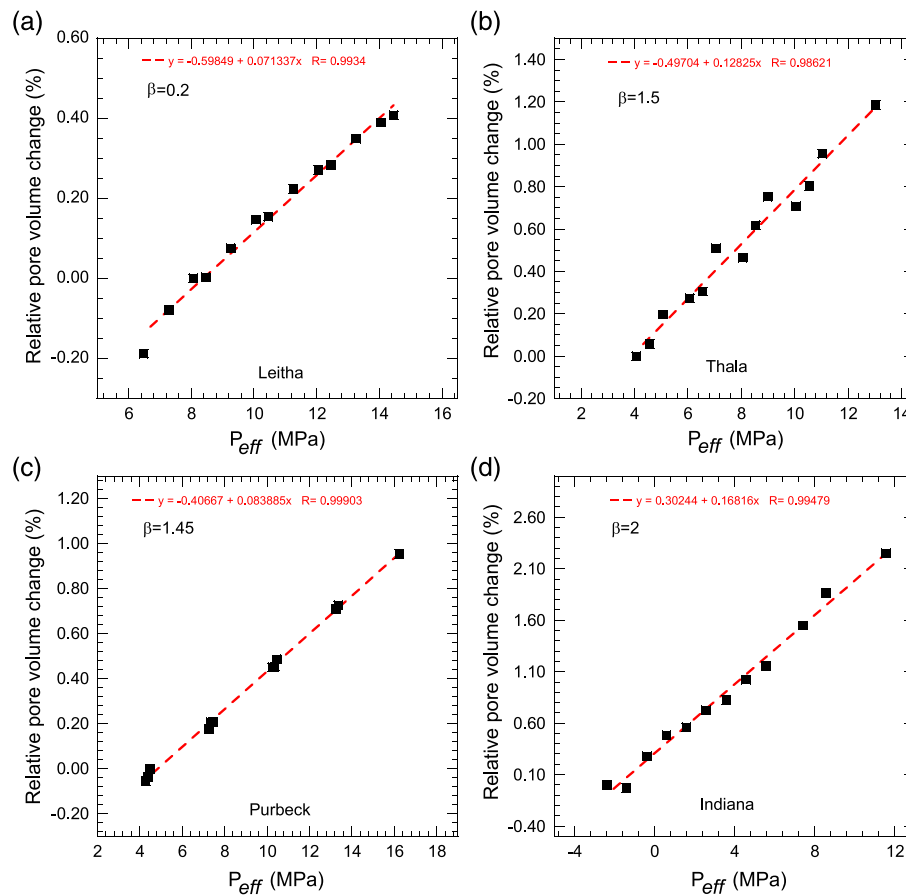 (a)
y = -0.59849 + 0.071337x R= 0.9934
β=0.2
Relative pore volume change (%)
0.60
0.40
0.20
0.00
-0.20
Leitha
6 8 10 12 14 16
Peff (MPa)
(b)
y = -0.49704 + 0.12825x R= 0.98621
β=1.5
Relative pore volume change (%)
1.40
1.20
1.00
0.80
0.60
0.40
0.20
0.00
-0.20
Thala
2 4 6 8 10 12 14
Peff (MPa)
(c)
y = -0.40667 + 0.083885x R= 0.99903
β=1.45
Relative pore volume change (%)
1.20
1.00
0.80
0.60
0.40
0.20
0.00
-0.20
Purbeck
2 4 6 8 10 12 14 16 18
Peff (MPa)
(d)
y = 0.30244 + 0.16816x R= 0.99479
β=2
Relative pore volume change (%)
2.60
2.10
1.60
1.10
0.60
0.10
-0.40
Indiana
-4 0 4 8 12
Peff (MPa)